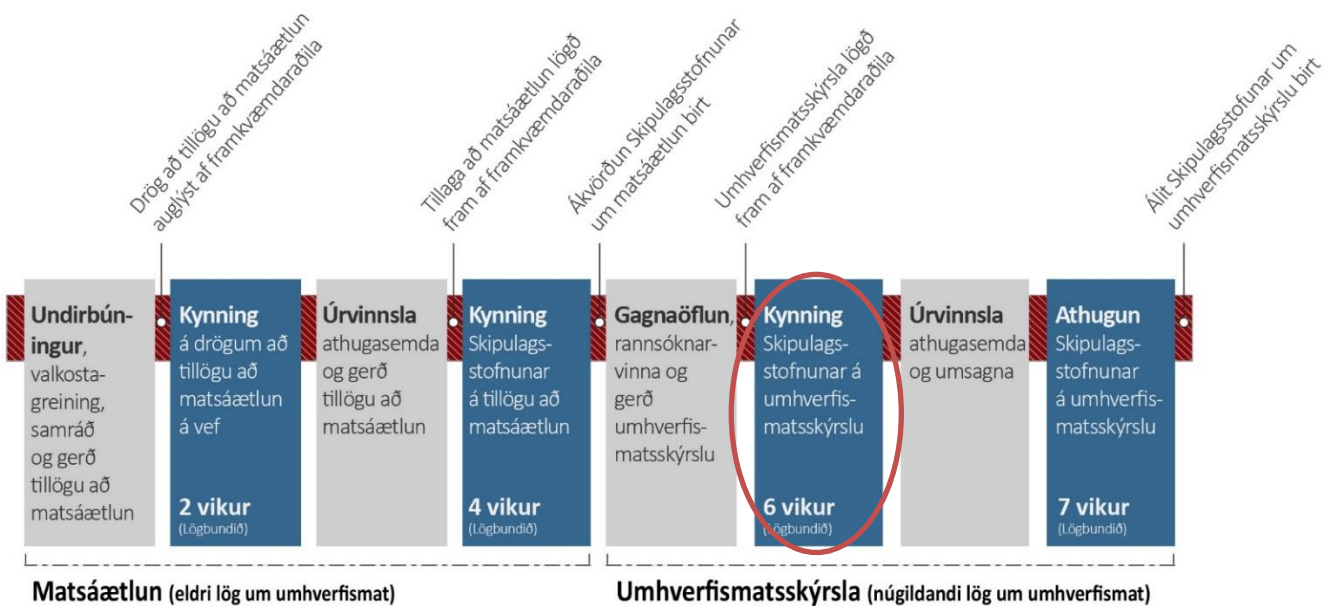 Drög að tillögu að matsáætlun
auglýst af framkvæmdaraðila
Tillaga að matsáætlun lögð
fram af framkvæmdaraðila
Ákvörðun Skipulagsstofnunar
um matsáætlun birt
Umhverfismatsskýrsla lögð
fram af framkvæmdaraðila
Álit Skipulagsstofunar um
umhverfismatsskýrslu birt
Undirbún-
ingur,
valkosta-
greining,
samráð
og gerð
tillögu að
matsáætlun
Kynning
á drögum að
tillögu að
matsáætlun
á vef
2 vikur
(Lögbundið)
Úrvinnsla
athugasemda
og gerð
tillögu að
matsáætlun
Kynning
Skipulags-
stofnunar
á tillögu að
matsáætlun
4 vikur
(Lögbundið)
Gagnaöflun,
rannsóknar-
vinna og
gerð
umhverfis-
matsskýrslu
Kynning
Skipulags-
stofnunar á
umhverfis-
matsskýrslu
6 vikur
(Lögbundið)
Úrvinnsla
athugasemda
og umsagna
Athugun
Skipulags-
stofnunar
á umhverfis-
matsskýrslu
7 vikur
(Lögbundið)
Matsáætlun (eldri lög um umhverfismat)
Umhverfismatsskýrsla (núgildandi lög um umhverfismat)